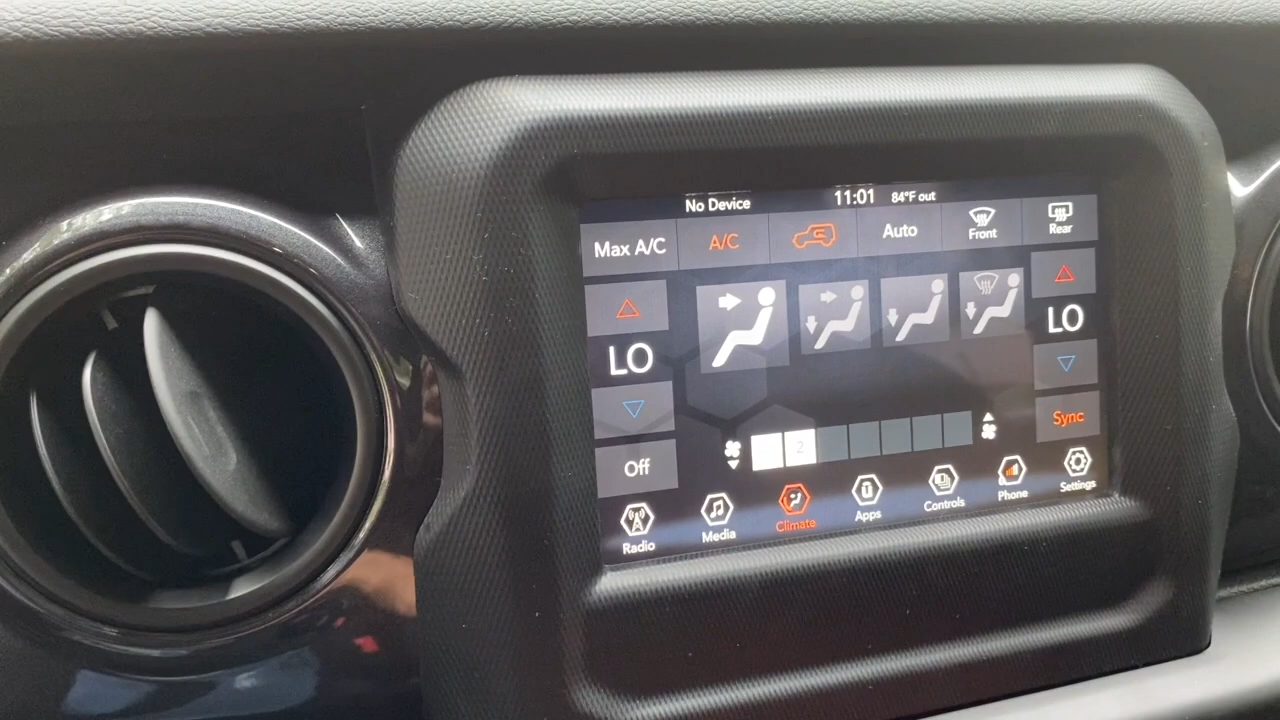 No Device 11:01 84°F out
Max A/C A/C Auto Front Rear
LO LO
Off 2 Sync
Radio Media Climate Apps Controls Phone Settings